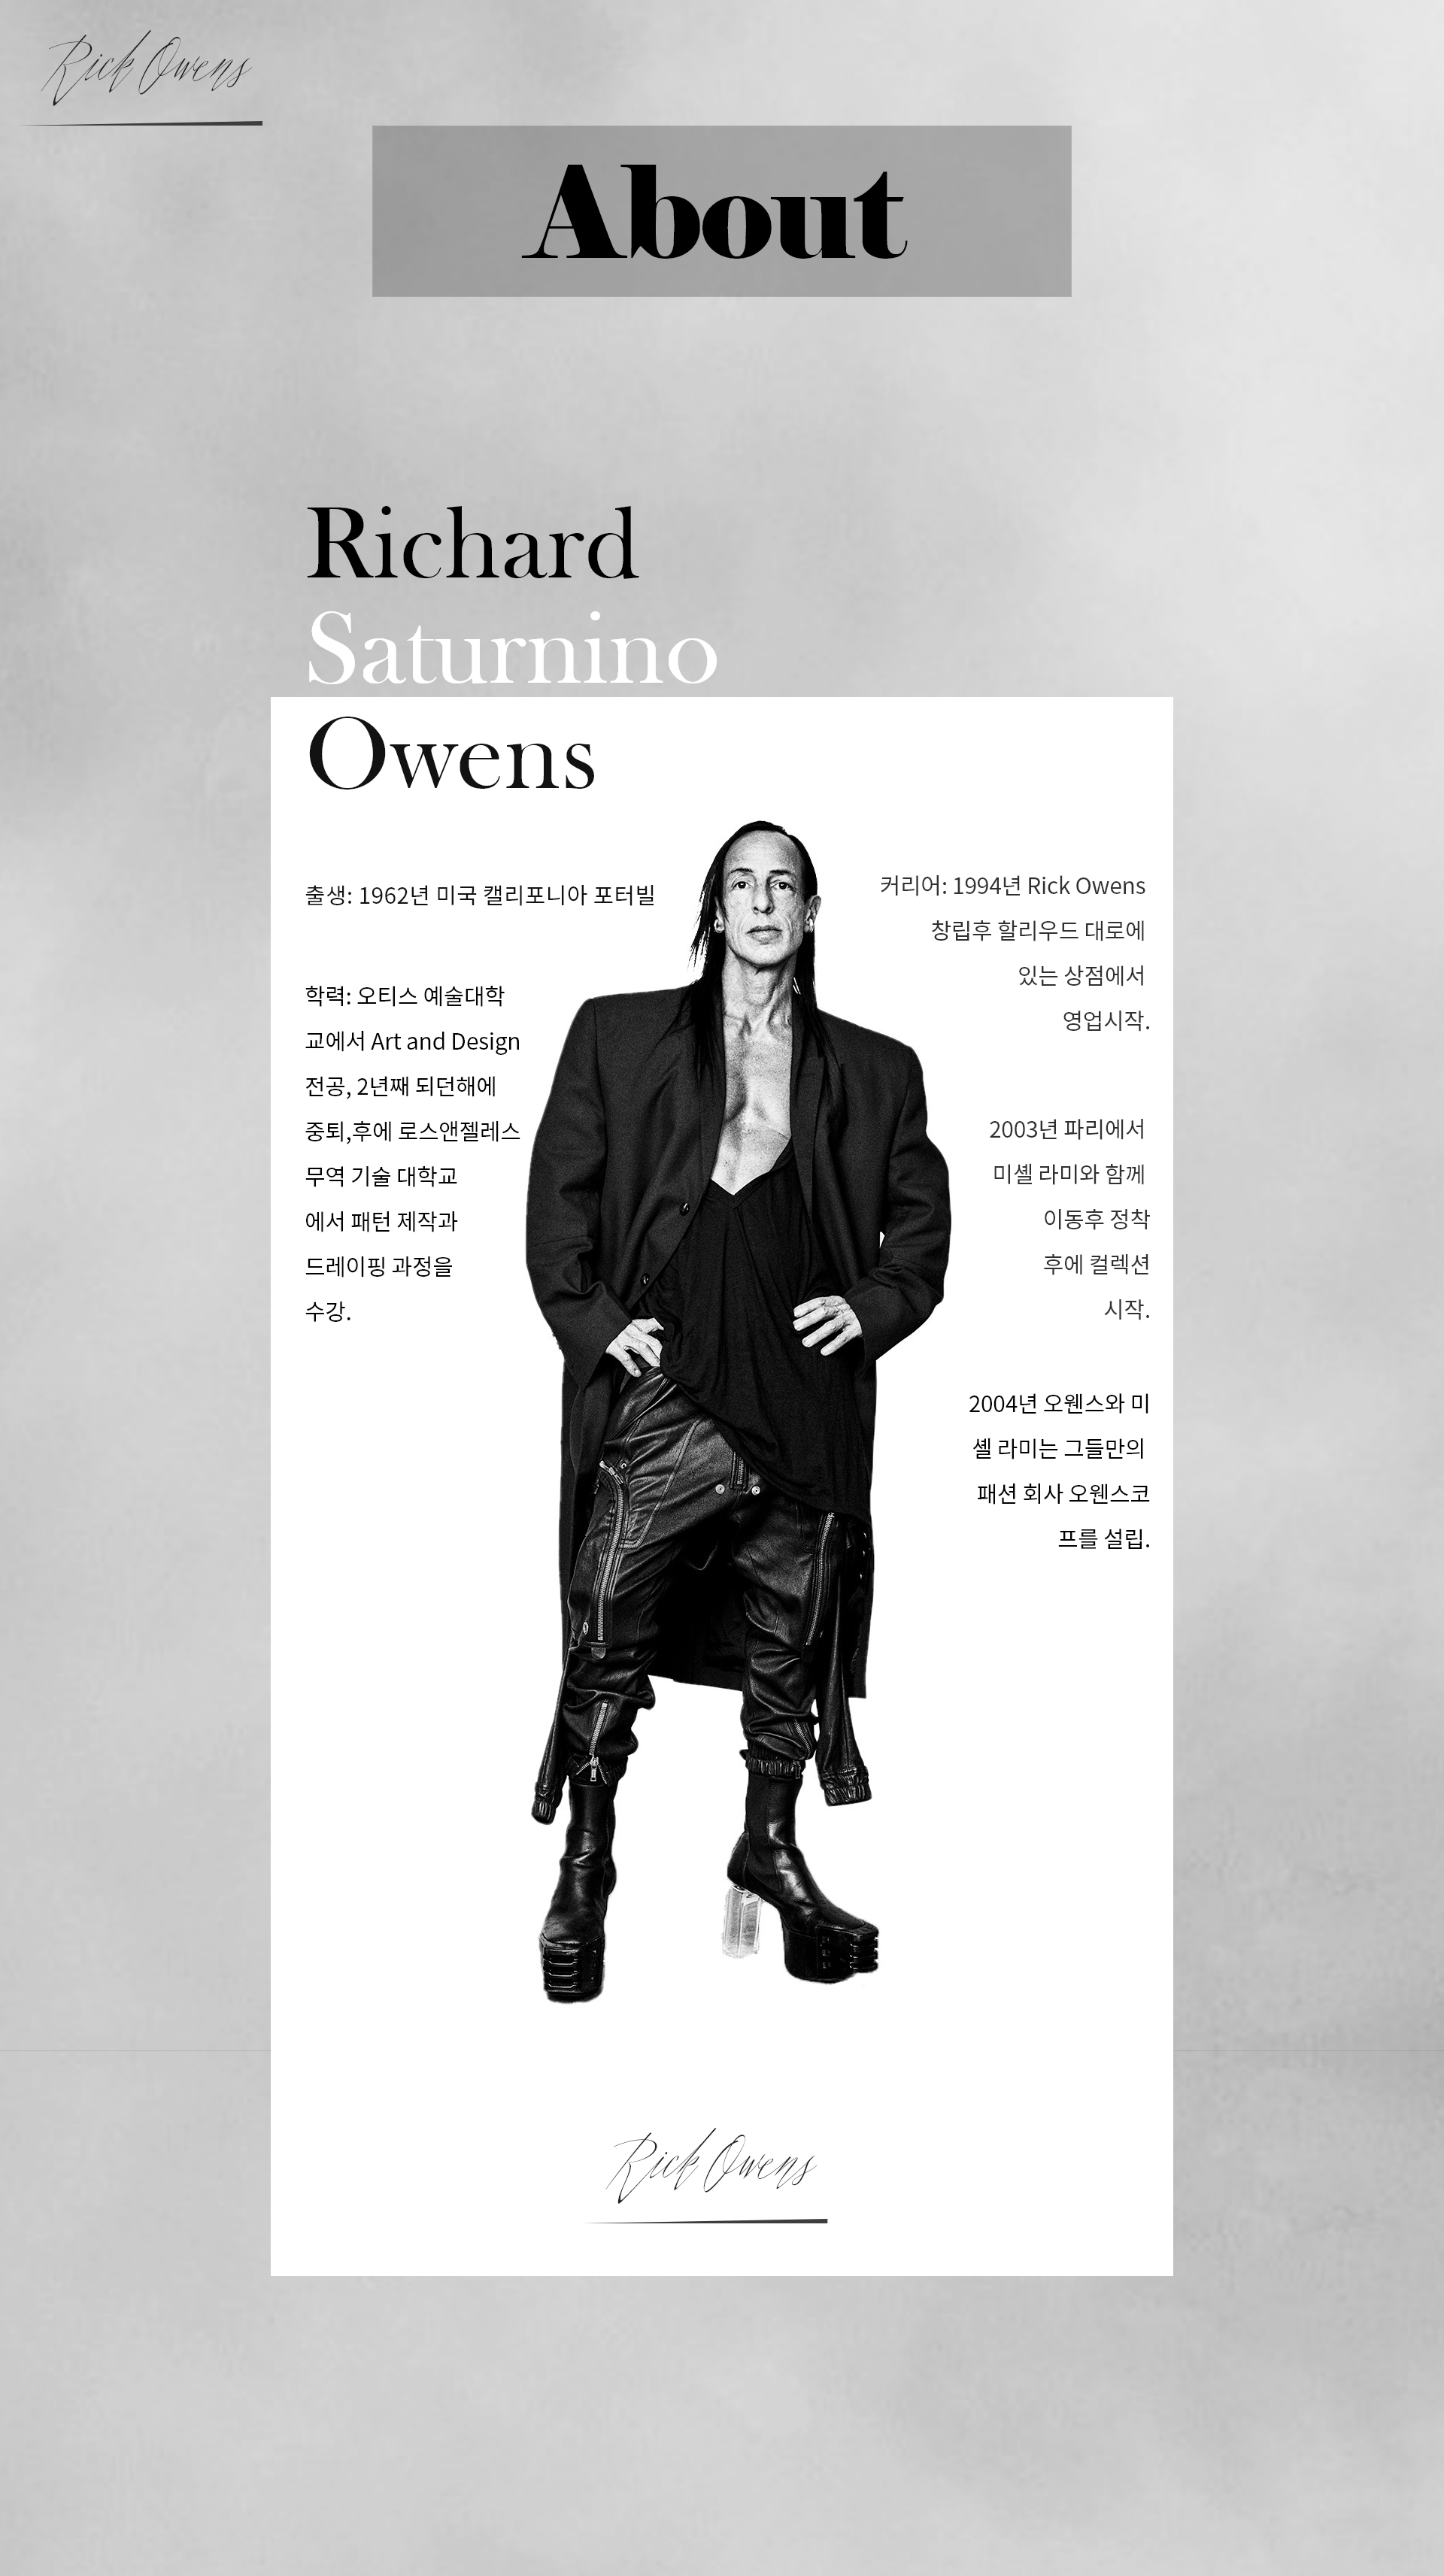 Rick Owens
About
Richard
Saturnino
Owens
출생: 1962년 미국 캘리포니아 포터빌
학력: 오티스 예술대학
교에서 Art and Design
전공, 2년째 되던해에
중퇴,후에 로스앤젤레스
무역 기술 대학교
에서 패턴 제작과
드레이핑 과정을
수강.
커리어: 1994년 Rick Owens
창립후 할리우드 대로에
있는 상점에서
영업시작.
2003년 파리에서
미셸 라미와 함께
이동후 정착
후에 컬렉션
시작.
2004년 오웬스와 미
셸 라미는 그들만의
패션 회사 오웬스코
프를 설립.
Rick Owens